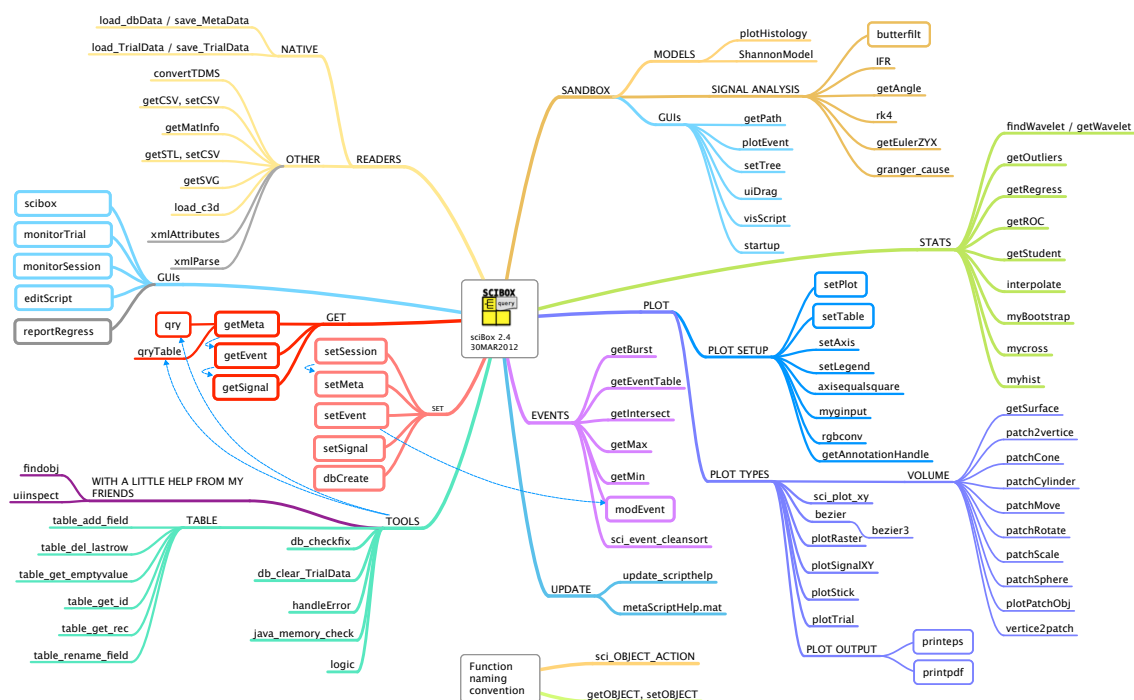 load_dbData / save_MetaData
load_TrialData / save_TrialData
NATIVE
convertTDMS
getCSV, setCSV
getMatInfo
getSTL, setCSV
getSVG
load_c3d
xmlAttributes
xmlParse
OTHER
READERS
scibox
monitorTrial
monitorSession
editScript
reportRegress
GUIs
qry
qryTable
getMeta
getEvent
getSignal
GET
setSession
setMeta
setEvent
setSignal
dbCreate
SET
findobj
uiinspect
WITH A LITTLE HELP FROM MY
FRIENDS
table_add_field
table_del_lastrow
table_get_emptyvalue
table_get_id
table_get_rec
table_rename_field
TABLE
TOOLS
db_checkfix
db_clear_TrialData
handleError
java_memory_check
logic
SCIBOX
query
sciBox 2.4
30MAR2012
SANDBOX
MODELS
plotHistology
ShannonModel
SIGNAL ANALYSIS
butterfilt
IFR
getAngle
rk4
getEulerZYX
granger_cause
GUIs
getPath
plotEvent
setTree
uiDrag
visScript
startup
STATS
findWavelet / getWavelet
getOutliers
getRegress
getROC
getStudent
interpolate
myBootstrap
mycross
myhist
PLOT
PLOT SETUP
setPlot
setTable
setAxis
setLegend
axisequalsquare
myginput
rgbconv
getAnnotationHandle
PLOT TYPES
VOLUME
getSurface
patch2vertice
patchCone
patchCylinder
patchMove
patchRotate
patchScale
patchSphere
plotPatchObj
vertice2patch
sci_plot_xy
bezier
bezier3
plotRaster
plotSignalXY
plotStick
plotTrial
PLOT OUTPUT
printeps
printpdf
EVENTS
getBurst
getEventTable
getIntersect
getMax
getMin
modEvent
sci_event_cleansort
UPDATE
update_scripthelp
metaScriptHelp.mat
Function
naming
convention
sci_OBJECT_ACTION
getOBJECT, setOBJECT